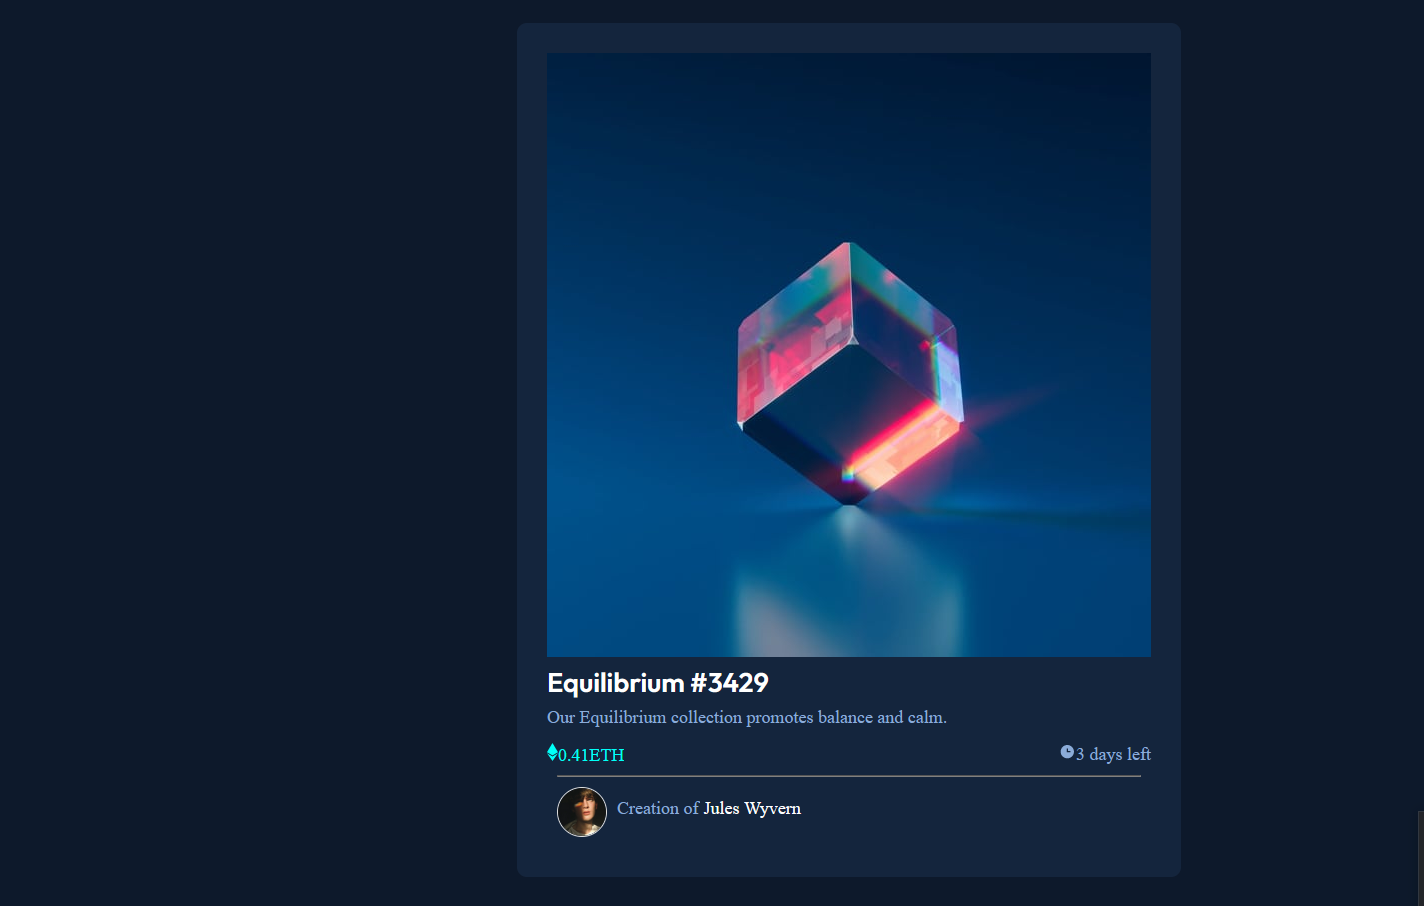 Equilibrium #3429
Our Equilibrium collection promotes balance and calm.
0.41ETH 3 days left
Creation of Jules Wyvern